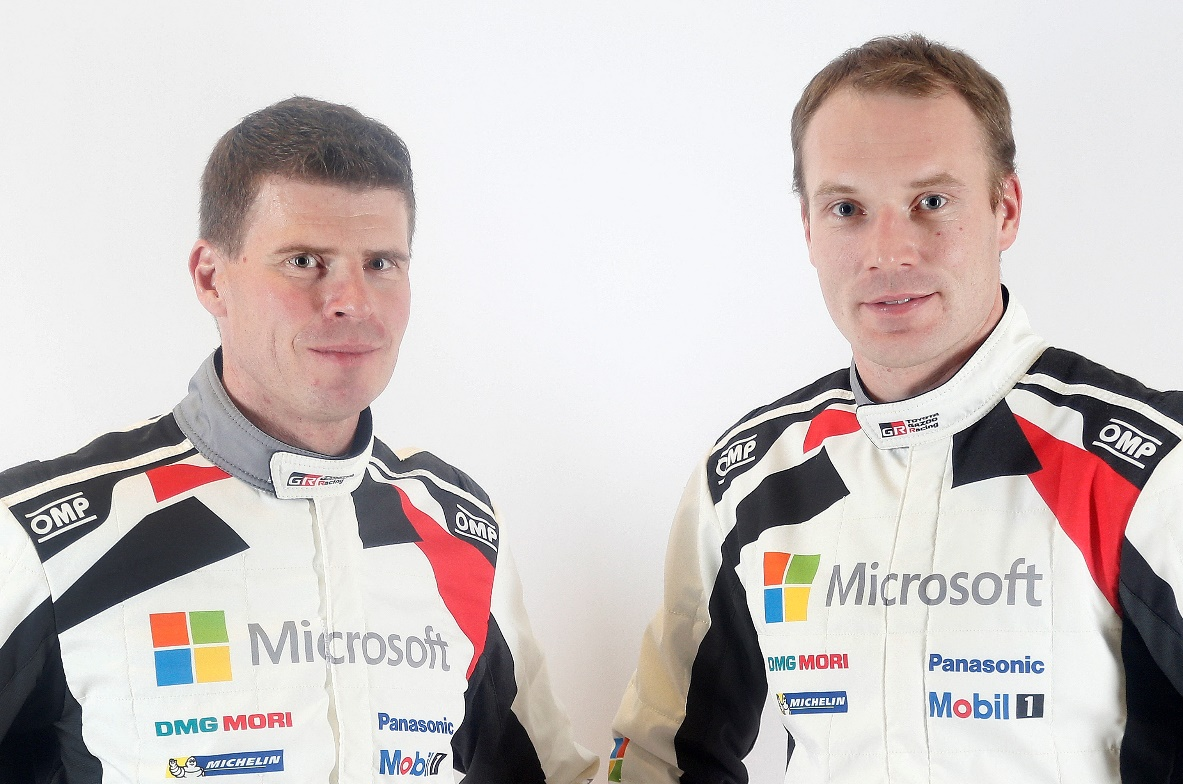 GR TOYOTA GAZOO Racing
OMP
OMP
Microsoft
DMG MORI
Panasonic
MICHELIN
Mobil 1
GR Racing
OMP
OMP
Microsoft
DMG MORI
Panasonic
MICHELIN
Mobil 1